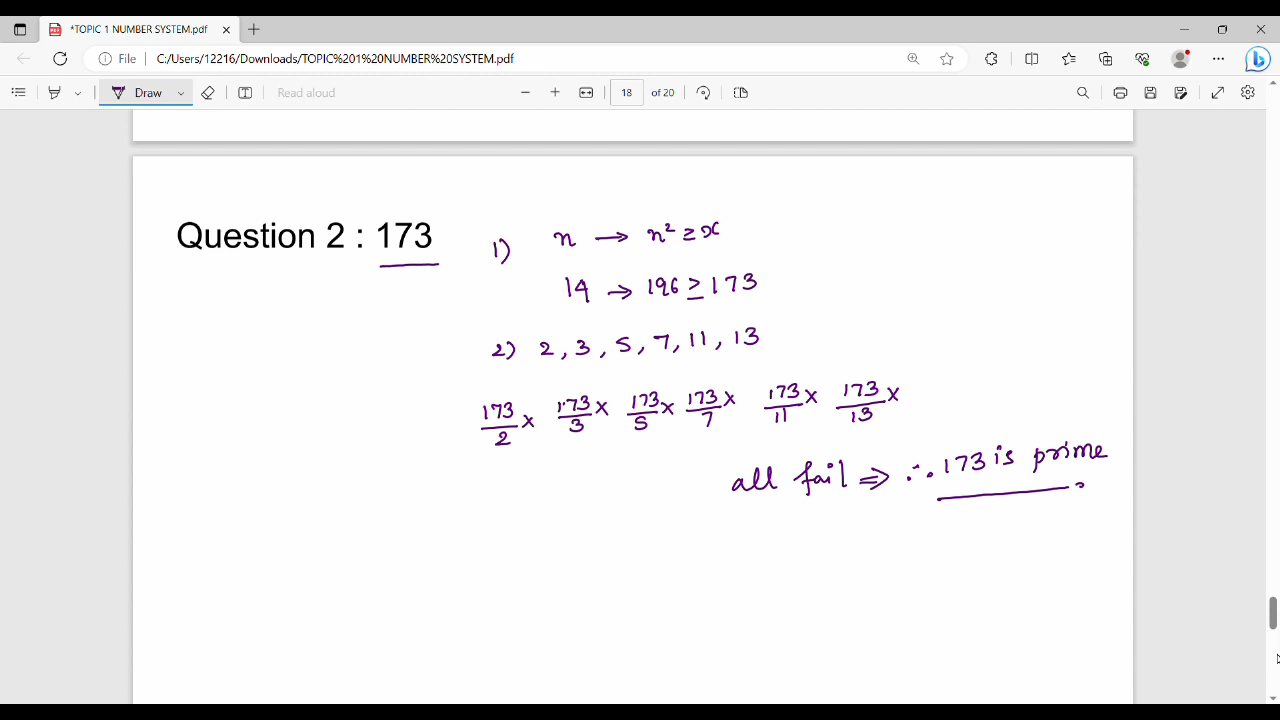 *TOPIC 1 NUMBER SYSTEM.pdf
File C:/Users/12216/Downloads/TOPIC%201%20NUMBER%20SYSTEM.pdf
Draw Read aloud 18 of 20
Question 2 : 173
1) n → n² ≥ x
14 → 196 ≥ 173
2) 2, 3, 5, 7, 11, 13
173/2 × 173/3 × 173/5 × 173/7 × 173/11 × 173/13 ×
all fail ⇒ ∴ 173 is prime